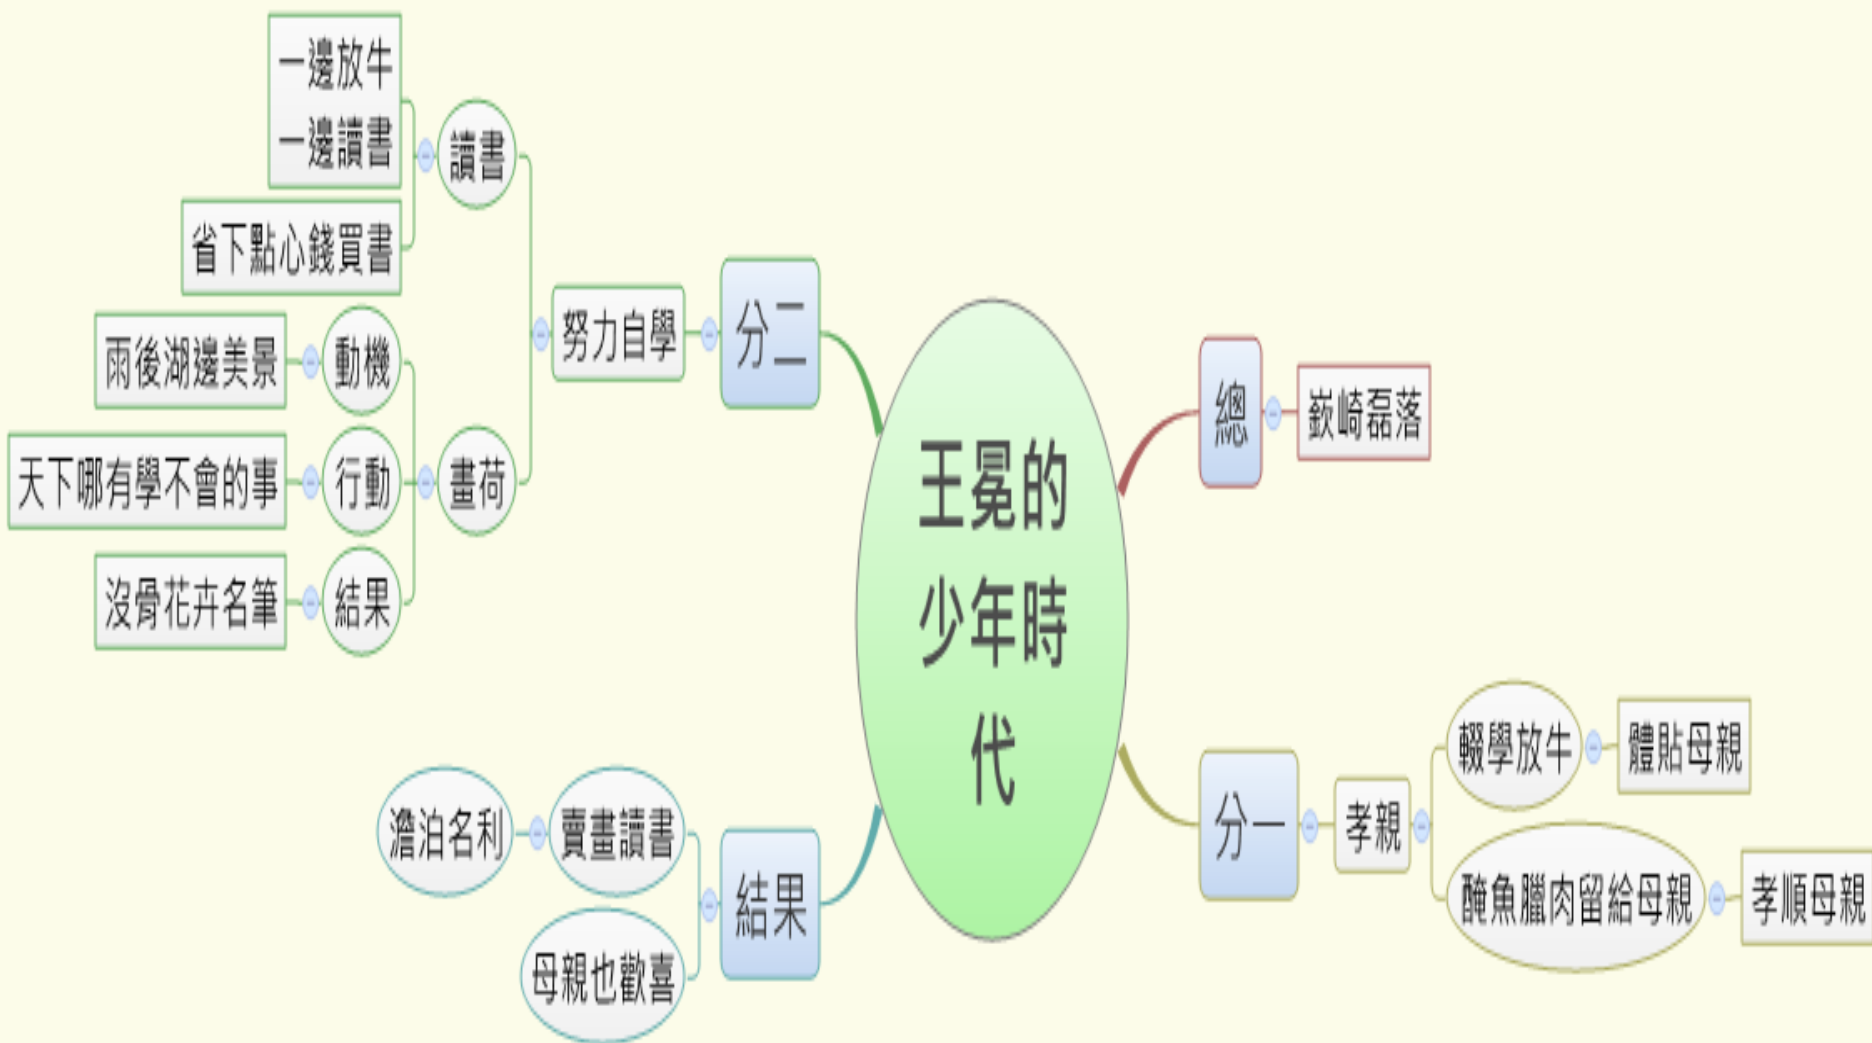 王冕的
少年時
代
總
嶔崎磊落
分一
孝親
輟學放牛
體貼母親
醃魚臘肉留給母親
孝順母親
分二
努力自學
讀書
一邊放牛
一邊讀書
省下點心錢買書
畫荷
動機
雨後湖邊美景
行動
天下哪有學不會的事
結果
沒骨花卉名筆
結果
賣畫讀書
澹泊名利
母親也歡喜